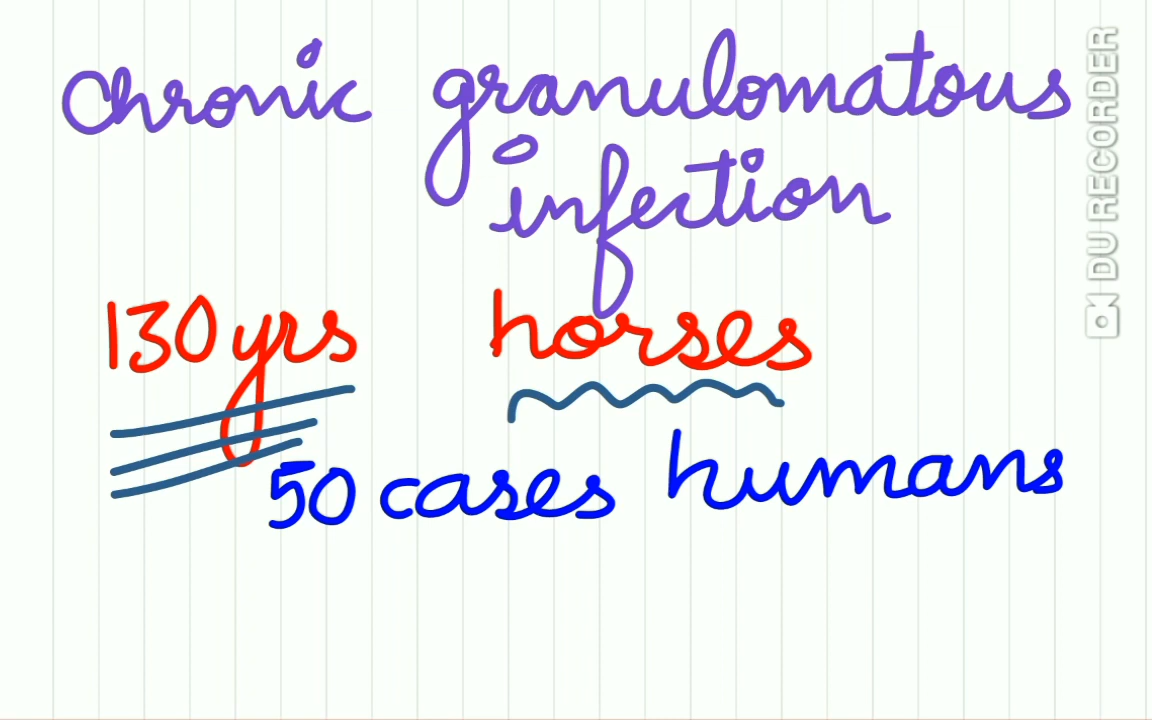 chronic granulomatous
infection
130 yrs horses
50 cases humans
DU RECORDER